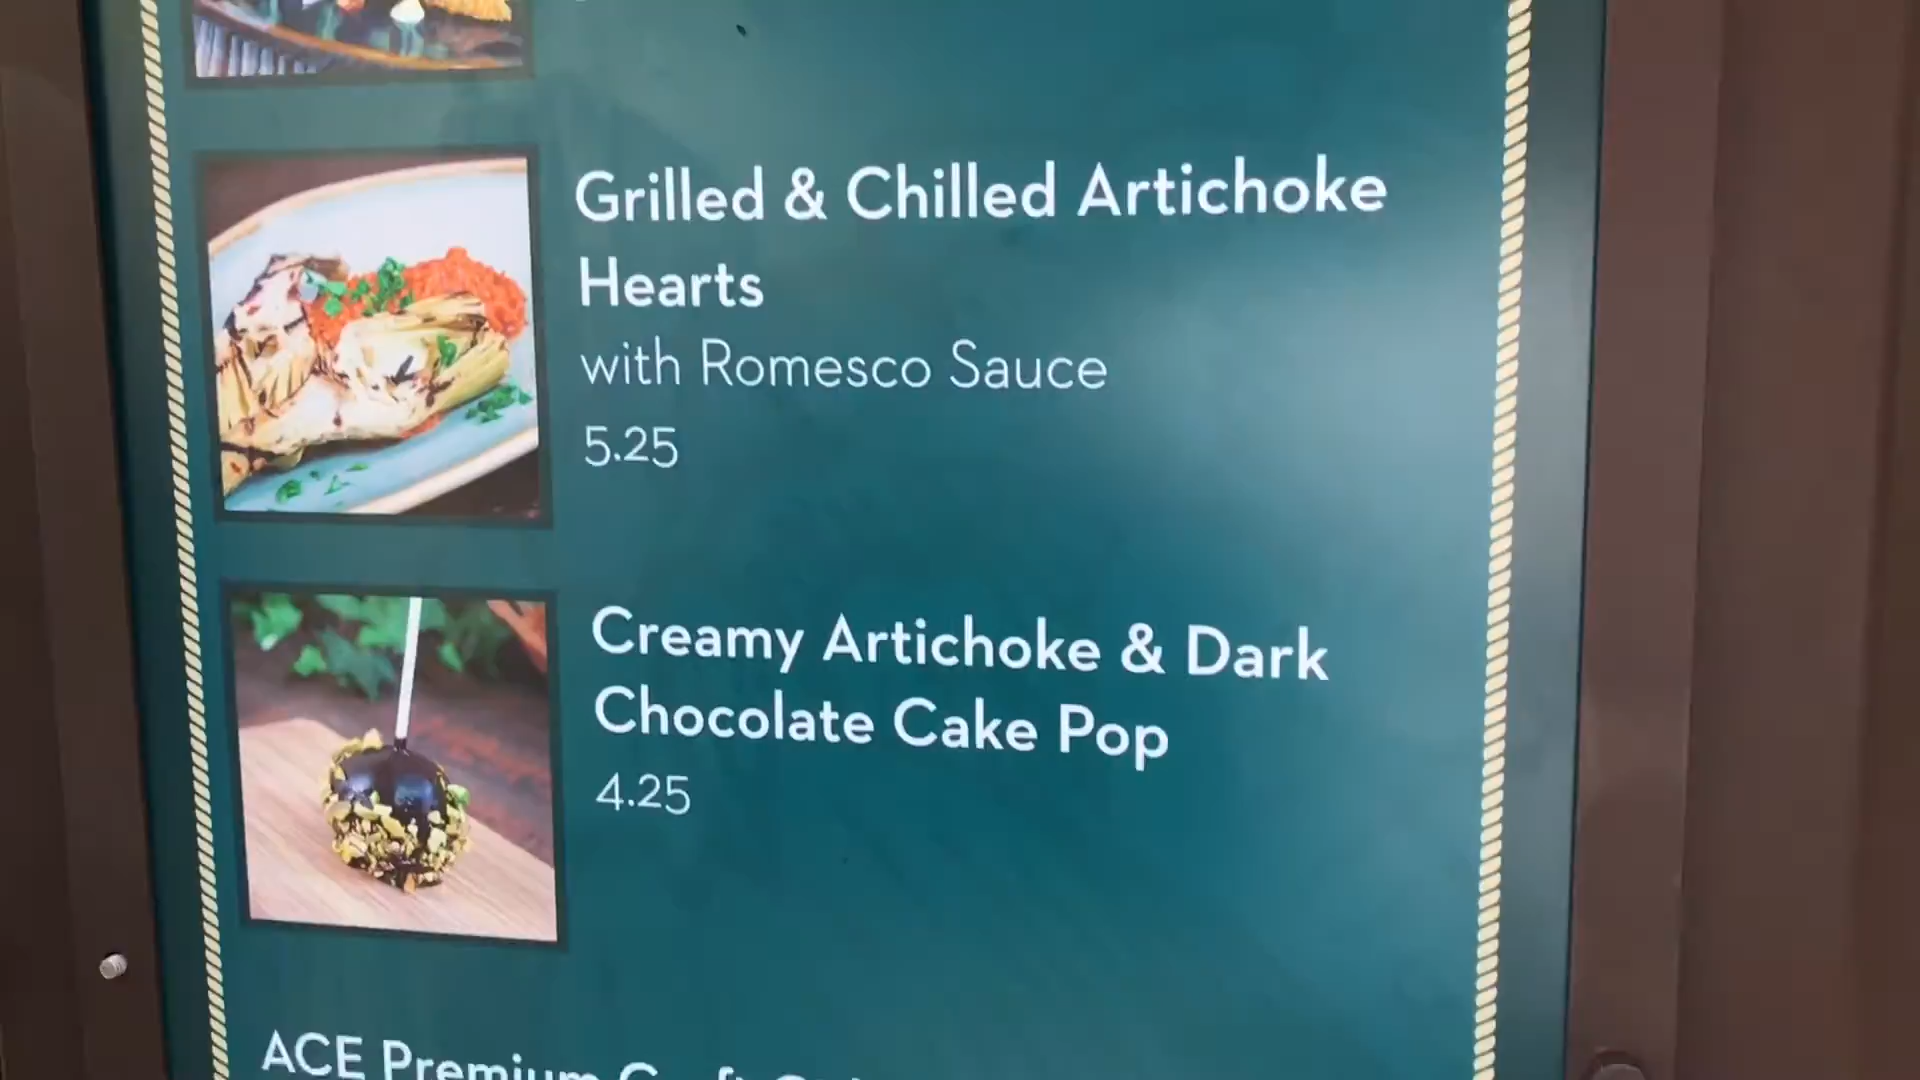 Grilled & Chilled Artichoke
Hearts
with Romesco Sauce
5.25
Creamy Artichoke & Dark
Chocolate Cake Pop
4.25
ACE Premium